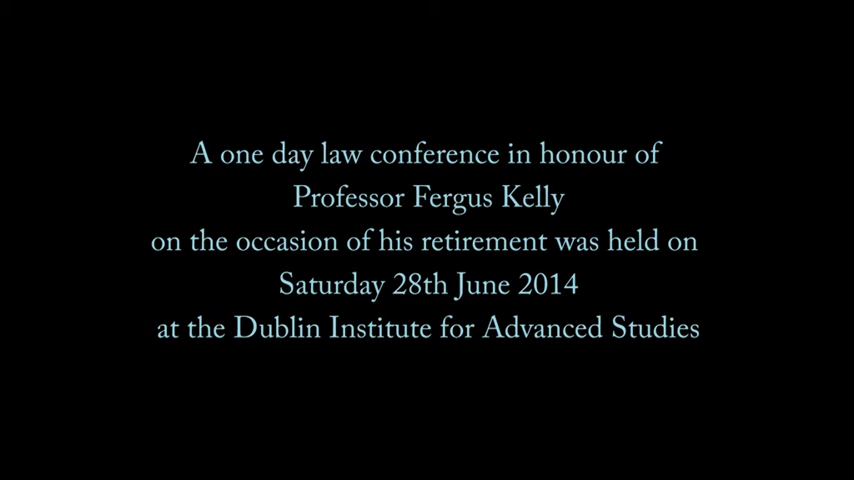 A one day law conference in honour of
Professor Fergus Kelly
on the occasion of his retirement was held on
Saturday 28th June 2014
at the Dublin Institute for Advanced Studies